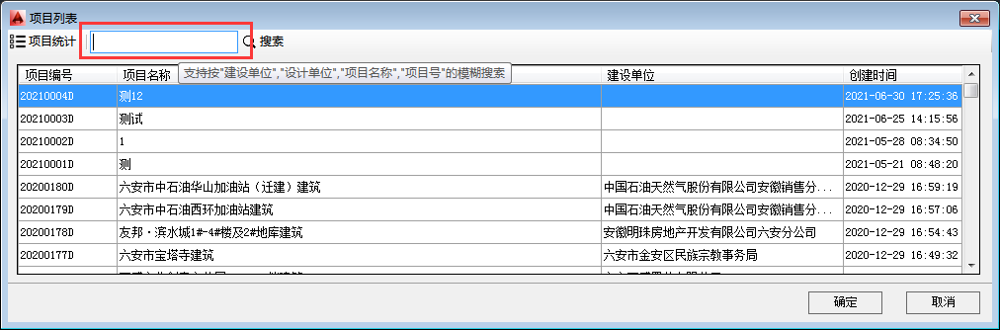 项目列表
项目统计 搜索
支持按"建设单位","设计单位","项目名称","项目号"的模糊搜索
项目编号 项目名称 建设单位 创建时间
20210004D 测12 2021-06-30 17:25:36
20210003D 测试 2021-06-25 14:15:56
20210002D 1 2021-05-28 08:34:50
20210001D 测 2021-05-21 08:48:20
20200180D 六安市中石油华山加油站（迁建）建筑 中国石油天然气股份有限公司安徽销售分... 2020-12-29 16:59:19
20200179D 六安市中石油西环加油站建筑 中国石油天然气股份有限公司安徽销售分... 2020-12-29 16:57:06
20200178D 友邦·滨水城1#-4#楼及2#地库建筑 安徽明珠房地产开发有限公司六安分公司 2020-12-29 16:54:43
20200177D 六安市宝塔寺建筑 六安市金安区民族宗教事务局 2020-12-29 16:49:32
确定 取消